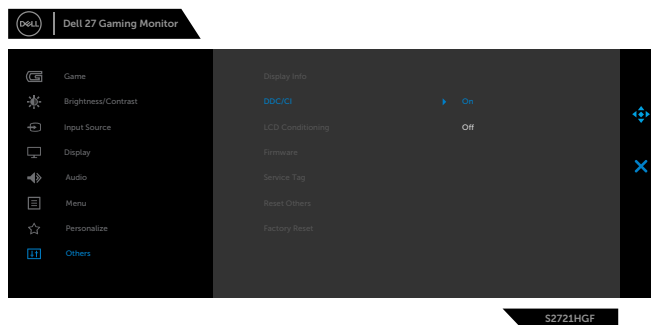 DELL
Dell 27 Gaming Monitor
Game
Display Info
Brightness/Contrast
DDC/CI
On
Input Source
LCD Conditioning
Off
Display
Firmware
Audio
Service Tag
Menu
Reset Others
Personalize
Factory Reset
Others
S2721HGF